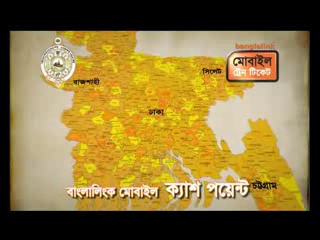 banglalink
মোবাইল
ট্রেন টিকেট
রাজশাহী
সিলেট
ঢাকা
বাংলালিংক মোবাইল ক্যাশ পয়েন্ট
চট্টগ্রাম